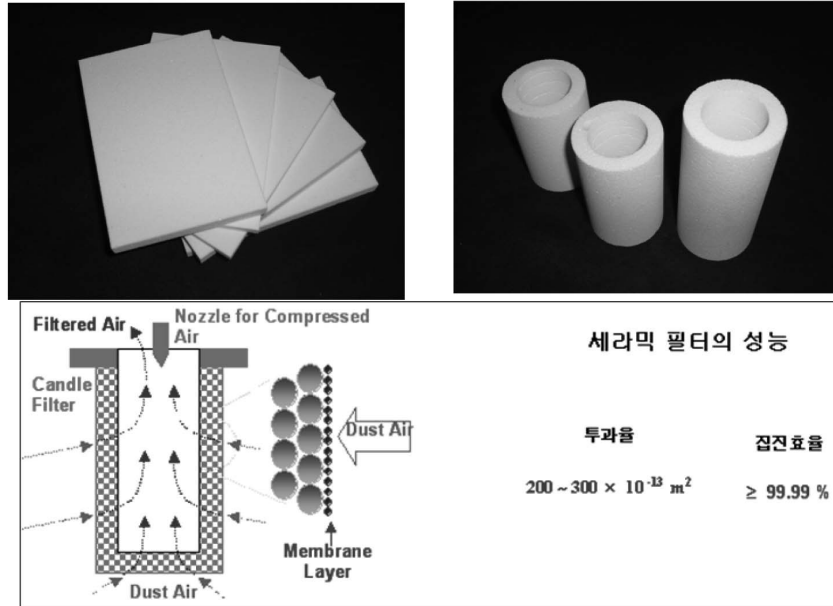 Filtered Air
Nozzle for Compressed
Air
Candle
Filter
Dust Air
Membrane
Layer
Dust Air
세라믹 필터의 성능
투과율
집진효율
200 ~ 300 × 10⁻¹³ m²
≥ 99.99 %